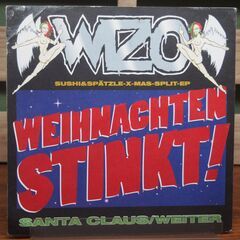 WIZO
SUSHI&SPÄTZLE-X-MAS-SPLIT-EP
WEIHNACHTEN
STINKT!
SANTA CLAUS/WEITER